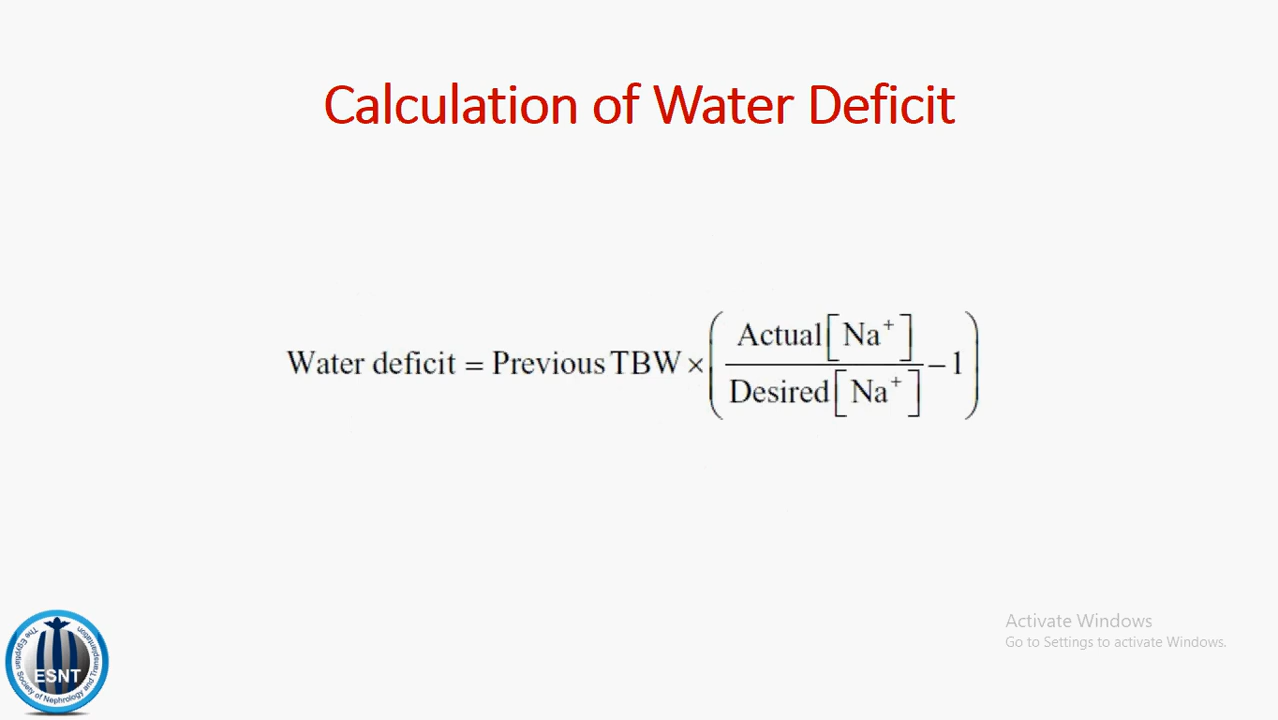 Calculation of Water Deficit
Water deficit = Previous TBW × ( Actual[Na⁺] / Desired[Na⁺] − 1 )
Activate Windows
Go to Settings to activate Windows.
The Egyptian Society of Nephrology and Transplantation
ESNT